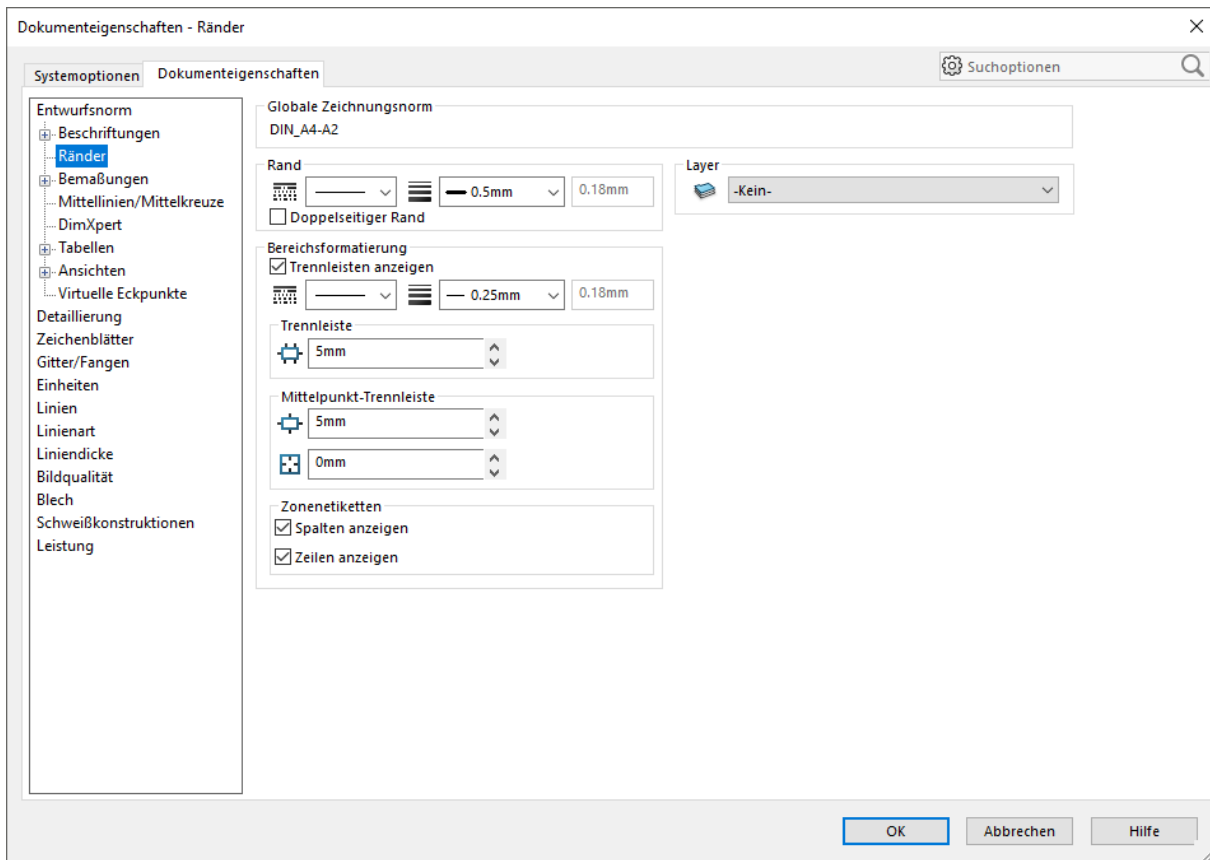 Dokumenteigenschaften - Ränder
Systemoptionen Dokumenteigenschaften
Suchoptionen
Entwurfsnorm
Beschriftungen
Ränder
Bemaßungen
Mittellinien/Mittelkreuze
DimXpert
Tabellen
Ansichten
Virtuelle Eckpunkte
Detaillierung
Zeichenblätter
Gitter/Fangen
Einheiten
Linien
Linienart
Liniendicke
Bildqualität
Blech
Schweißkonstruktionen
Leistung
Globale Zeichnungsnorm
DIN_A4-A2
Rand
0.5mm 0.18mm
Doppelseitiger Rand
Layer
-Kein-
Bereichsformatierung
Trennleisten anzeigen
0.25mm 0.18mm
Trennleiste
5mm
Mittelpunkt-Trennleiste
5mm
0mm
Zonenetiketten
Spalten anzeigen
Zeilen anzeigen
OK Abbrechen Hilfe